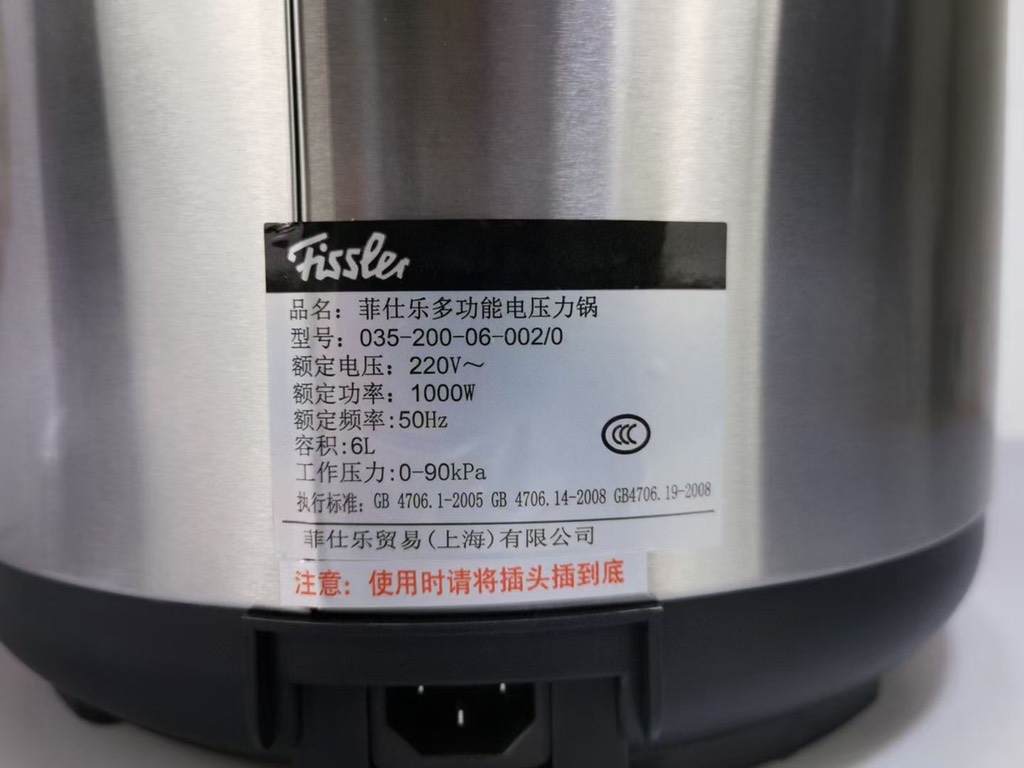 Fissler
品名：菲仕乐多功能电压力锅
型号：035-200-06-002/0
额定电压：220V～
额定功率：1000W
额定频率:50Hz
容积:6L
工作压力:0-90kPa
执行标准：GB 4706.1-2005 GB 4706.14-2008 GB4706.19-2008
CCC
菲仕乐贸易(上海)有限公司
注意：使用时请将插头插到底